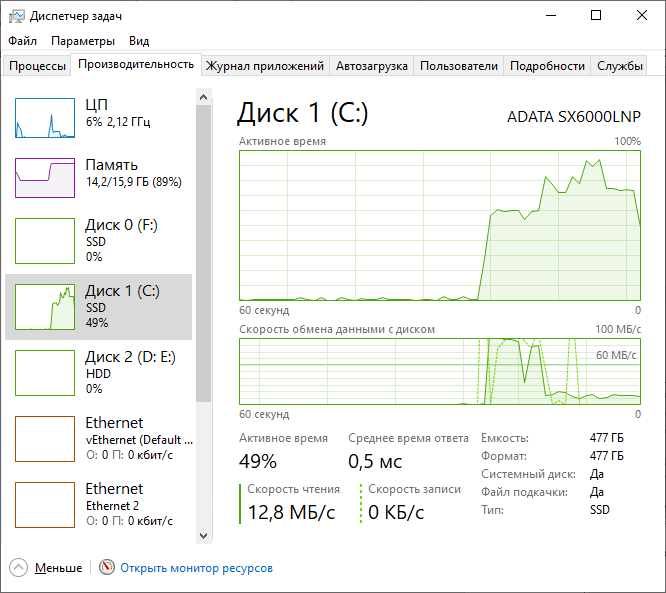 Диспетчер задач
Файл Параметры Вид
Процессы Производительность Журнал приложений Автозагрузка Пользователи Подробности Службы
ЦП
6% 2,12 ГГц
Память
14,2/15,9 ГБ (89%)
Диск 0 (F:)
SSD
0%
Диск 1 (C:)
SSD
49%
Диск 2 (D: E:)
HDD
0%
Ethernet
vEthernet (Default ...
О: 0 П: 0 кбит/с
Ethernet
Ethernet 2
О: 0 П: 0 кбит/с
Диск 1 (C:) ADATA SX6000LNP
Активное время 100%
60 секунд 0
Скорость обмена данными с диском 100 МБ/с
60 МБ/с
60 секунд 0
Активное время
49%
Среднее время ответа
0,5 мс
Скорость чтения
12,8 МБ/с
Скорость записи
0 КБ/с
Емкость: 477 ГБ
Формат: 477 ГБ
Системный диск: Да
Файл подкачки: Да
Тип: SSD
Меньше Открыть монитор ресурсов